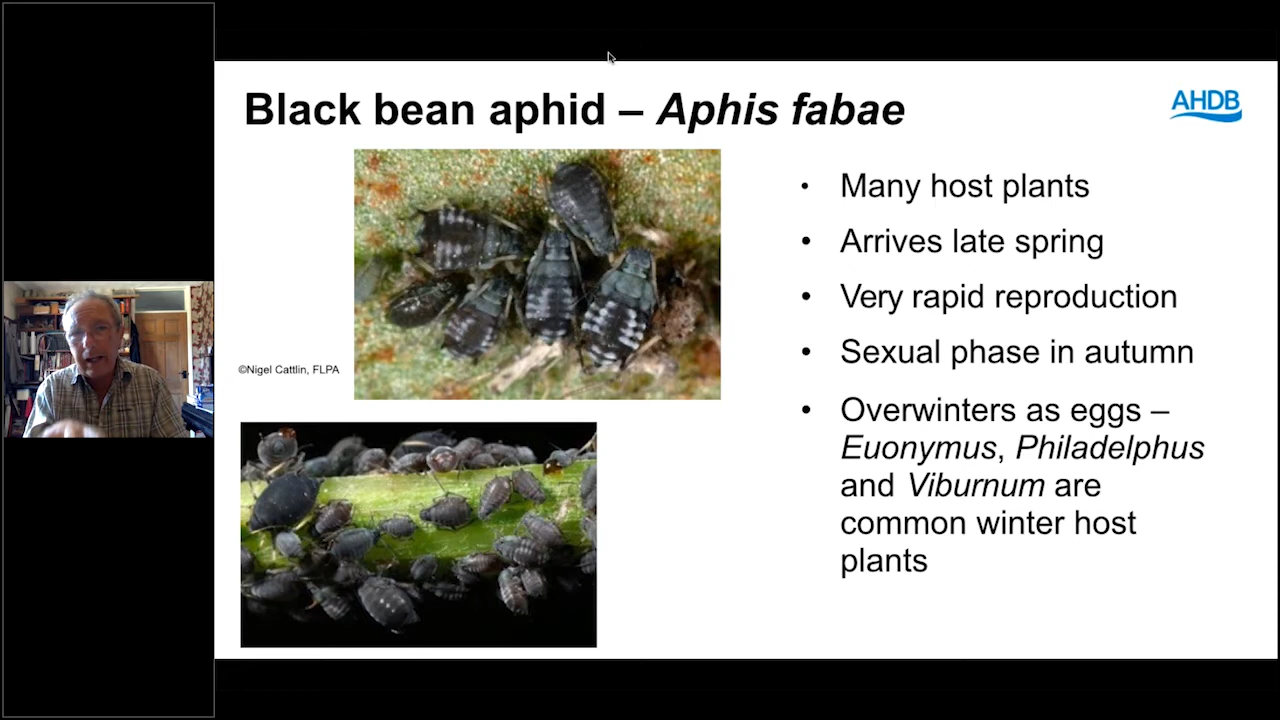 Black bean aphid – Aphis fabae
AHDB
©Nigel Cattlin, FLPA
• Many host plants
• Arrives late spring
• Very rapid reproduction
• Sexual phase in autumn
• Overwinters as eggs –
Euonymus, Philadelphus
and Viburnum are
common winter host
plants